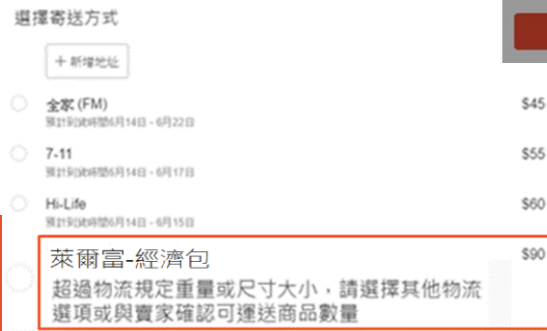 選擇寄送方式
＋ 新增地址
全家 (FM)
$45
預計到貨時間6月14日 - 6月22日
7-11
$55
預計到貨時間6月14日 - 6月17日
Hi-Life
$60
預計到貨時間6月14日 - 6月15日
萊爾富-經濟包
$90
超過物流規定重量或尺寸大小，請選擇其他物流
選項或與賣家確認可運送商品數量